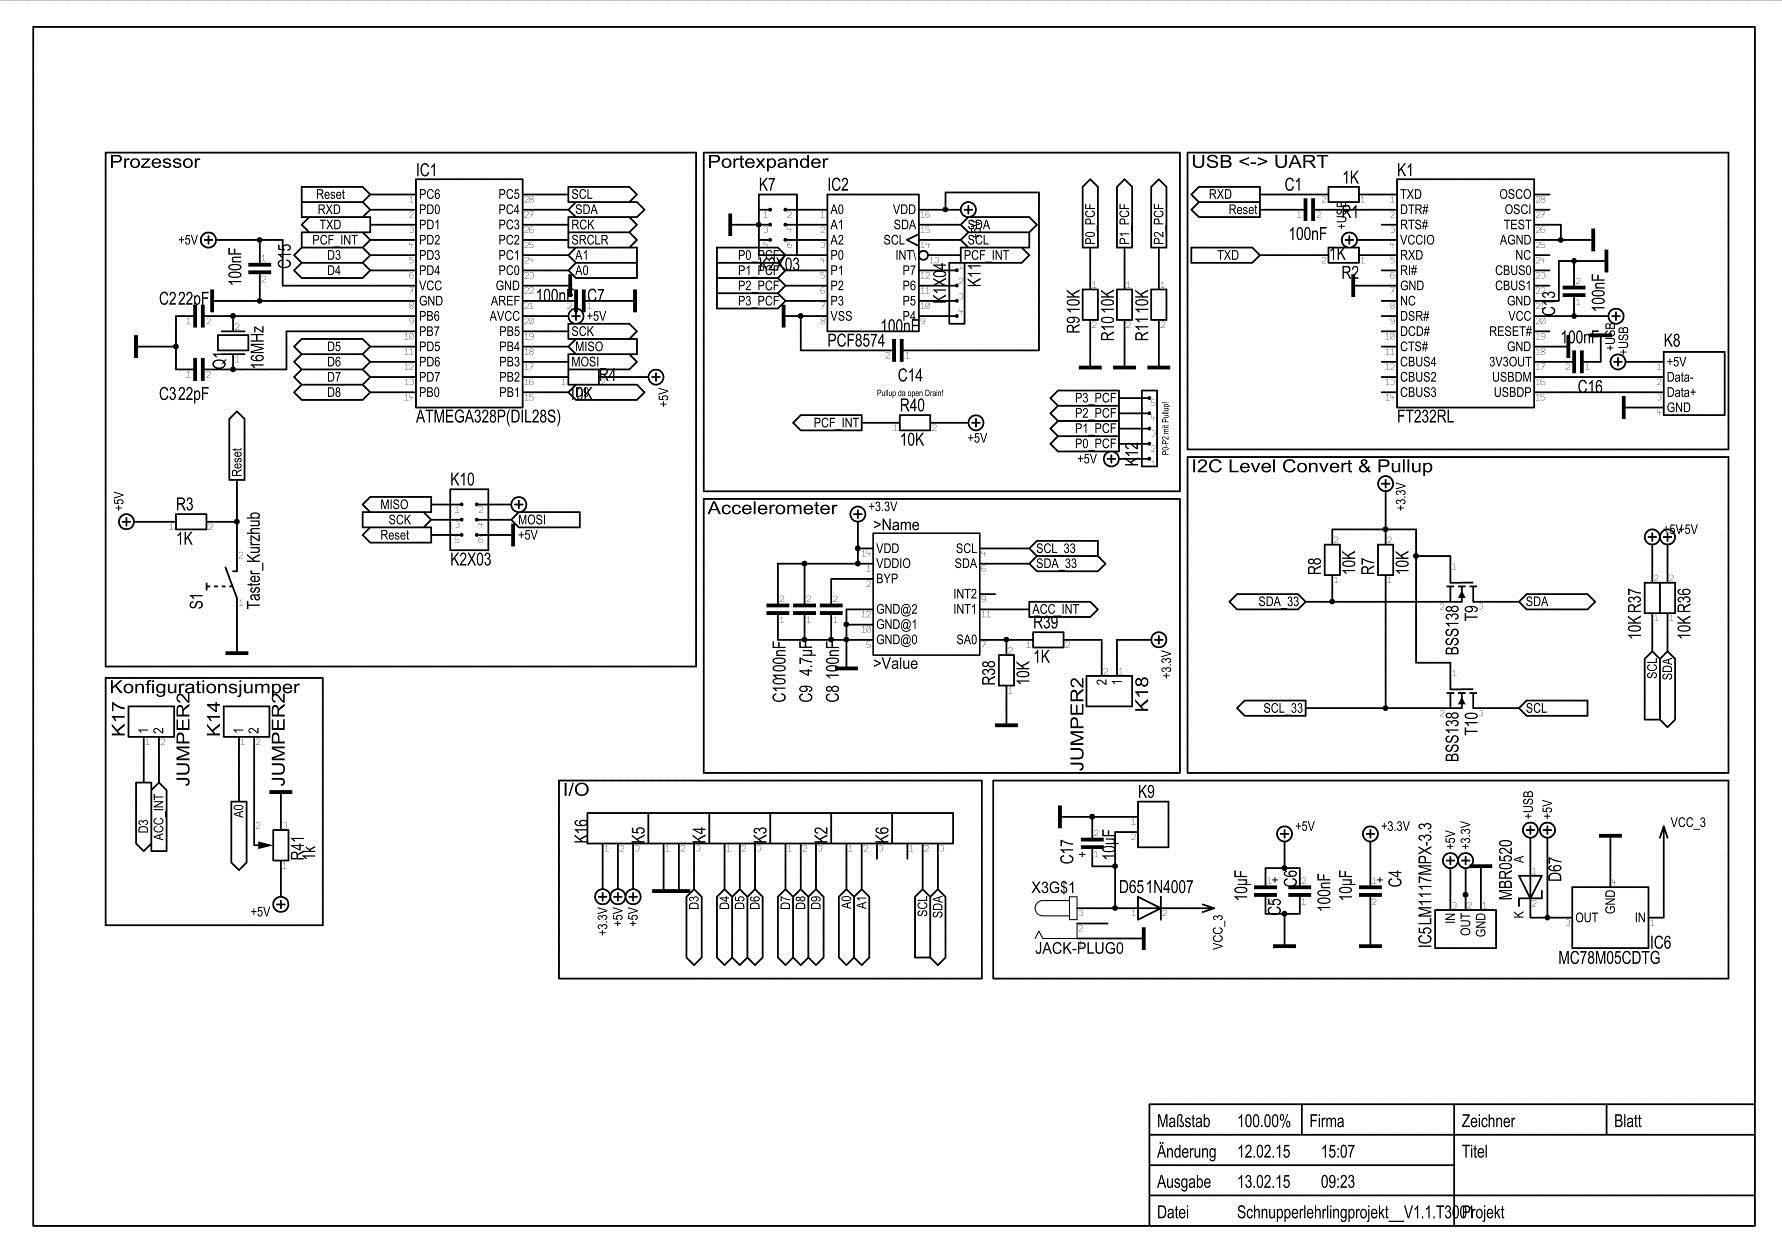 Prozessor
IC1
Reset
RXD
TXD
PCF_INT
D3
D4
D5
D6
D7
D8
PC6
PD0
PD1
PD2
PD3
PD4
VCC
GND
PB6
PB7
PD5
PD6
PD7
PB0
PC5
PC4
PC3
PC2
PC1
PC0
GND
AREF
AVCC
PB5
PB4
PB3
PB2
PB1
SCL
SDA
RCK
SRCLR
A1
A0
100nF C7
+5V
SCK
MISO
MOSI
R4
+5V
ATMEGA328P(DIL28S)
+5V
100nF
C15
C2 22pF
C3 22pF
Q1
16MHz
Reset
+5V
R3
1K
S1
Taster_Kurzhub
K10
MISO
SCK
Reset
MOSI
+5V
K2X03
Portexpander
K7
IC2
A0
A1
A2
P0
P1
P2
P3
VSS
VDD
SDA
SCL
INT\
P7
P6
P5
P4
P0_PCF
P1_PCF
P2_PCF
P3_PCF
K2X03
SDA
SCL
PCF_INT
K1X04
K11
100nF
PCF8574
C14
P0_PCF
P1_PCF
P2_PCF
R9 10K
R10 10K
R11 10K
Pullup da open Drain!
R40
PCF_INT
10K
+5V
P3_PCF
P2_PCF
P1_PCF
P0_PCF
+5V
K12
P0-P2 mit Pullup!
USB <-> UART
K1
RXD
Reset
TXD
C1
100nF
1K
R1
+USB
1K
R2
TXD
DTR#
RTS#
VCCIO
RXD
RI#
GND
NC
DSR#
DCD#
CTS#
CBUS4
CBUS2
CBUS3
OSCO
OSCI
TEST
AGND
NC
CBUS0
CBUS1
GND
VCC
RESET#
GND
3V3OUT
USBDM
USBDP
FT232RL
100nF
+USB
100nF
+USB
C16
K8
+5V
Data-
Data+
GND
Accelerometer
+3.3V
>Name
VDD
VDDIO
BYP
GND@2
GND@1
GND@0
SCL
SDA
INT2
INT1
SA0
>Value
SCL_33
SDA_33
ACC_INT
C10 100nF
C9 4.7µF
C8 100nF
R38
10K
R39
1K
+3.3V
JUMPER2
2 1
K18
I2C Level Convert & Pullup
+3.3V
R8
10K
R7
10K
SDA_33
BSS138
T9
SDA
SCL_33
BSS138
T10
SCL
+5V
+5V
10K R37
10K R36
SCL
SDA
Konfigurationsjumper
K17
1 2
JUMPER2
K14
1 2
JUMPER2
D3
ACC_INT
A0
R41
1k
+5V
I/O
K16
K5
K4
K3
K2
K6
+3.3V
+5V
+5V
D3
D4
D5
D6
D7
D8
D9
A0
A1
SCL
SDA
K9
C17
10µF
X3G$1
D65 1N4007
JACK-PLUG0
VCC_3
+5V
10µF
C5
C6
100nF
+3.3V
10µF
C4
IC5 LM1117MPX-3.3
+5V
+3.3V
IN
OUT
GND
MBR0520
+USB
+5V
A
K
D67
OUT
GND
IN
VCC_3
IC6
MC78M05CDTG
Maßstab 100.00% Firma Zeichner Blatt
Änderung 12.02.15 15:07 Titel
Ausgabe 13.02.15 09:23
Datei Schnupperlehrlingprojekt__V1.1.T3001 Projekt